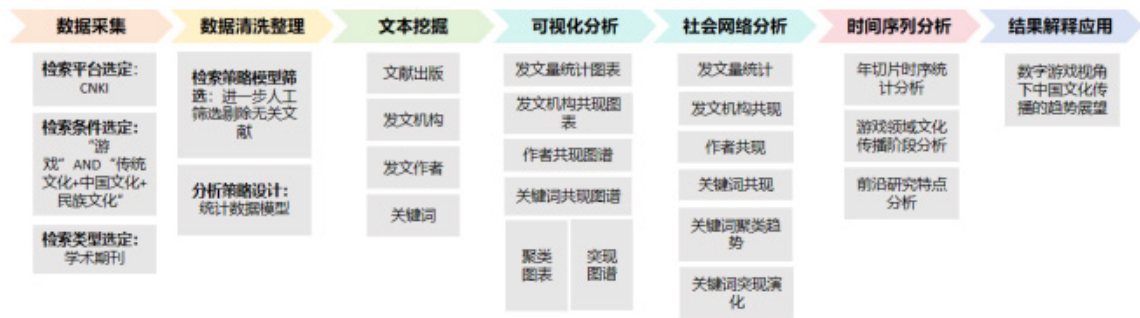 数据采集
数据清洗整理
文本挖掘
可视化分析
社会网络分析
时间序列分析
结果解释应用
检索平台选定：
CNKI
检索条件选定：
“游
戏”AND“传统
文化+中国文化+
民族文化”
检索类型选定：
学术期刊
检索策略模型筛
选：进一步人工
筛选剔除无关文
献
分析策略设计：
统计数据模型
文献出版
发文机构
发文作者
关键词
发文量统计图表
发文机构共现图
表
作者共现图谱
关键词共现图谱
聚类
图表
突现
图谱
发文量统计
发文机构共现
作者共现
关键词共现
关键词聚类趋
势
关键词突现演
化
年切片时序统
计分析
游戏领域文化
传播阶段分析
前沿研究特点
分析
数字游戏视角
下中国文化传
播的趋势展望